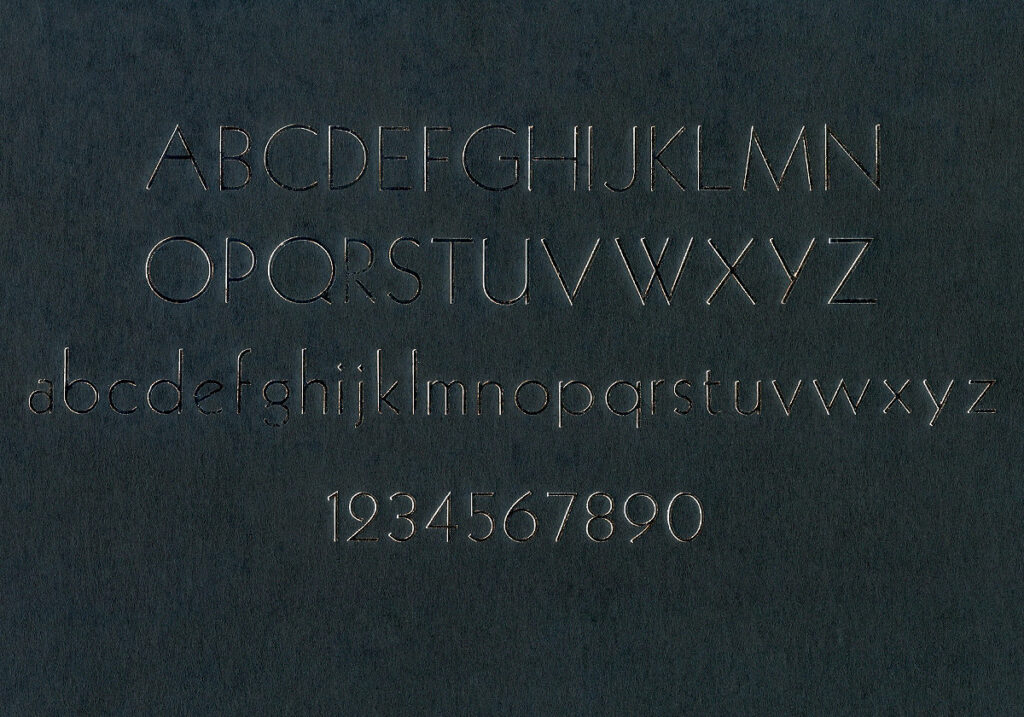 ABCDEFGHIJKLMN
OPQRSTUVWXYZ
abcdefghijklmnopqrstuvwxyz
1234567890